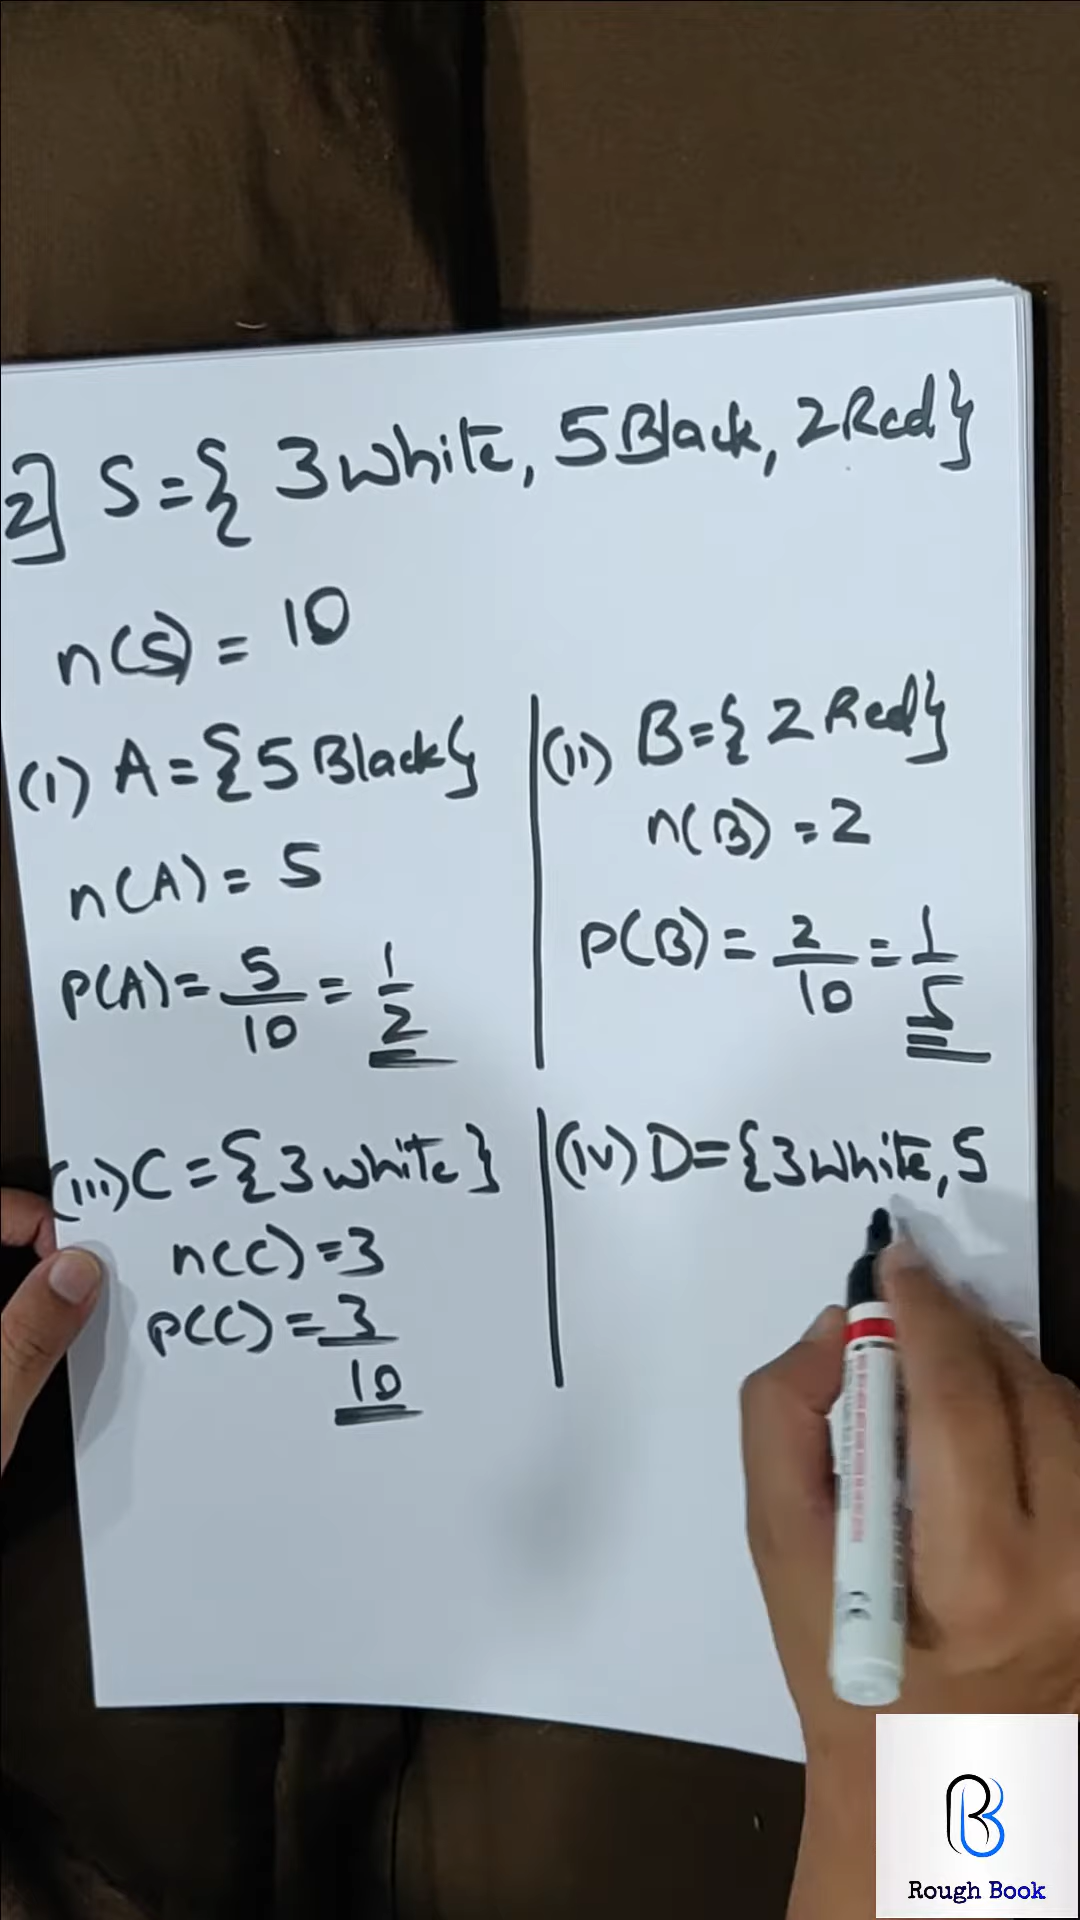 2] S={ 3 white, 5 Black, 2 Red}
n(S) = 10
(i) A={5 Black}
n(A) = 5
P(A) = 5/10 = 1/2
(ii) B={2 Red}
n(B) = 2
P(B) = 2/10 = 1/5
(iii) C={3 white}
n(C) = 3
P(C) = 3/10
(iv) D={3 white, 5
CE
B
Rough Book